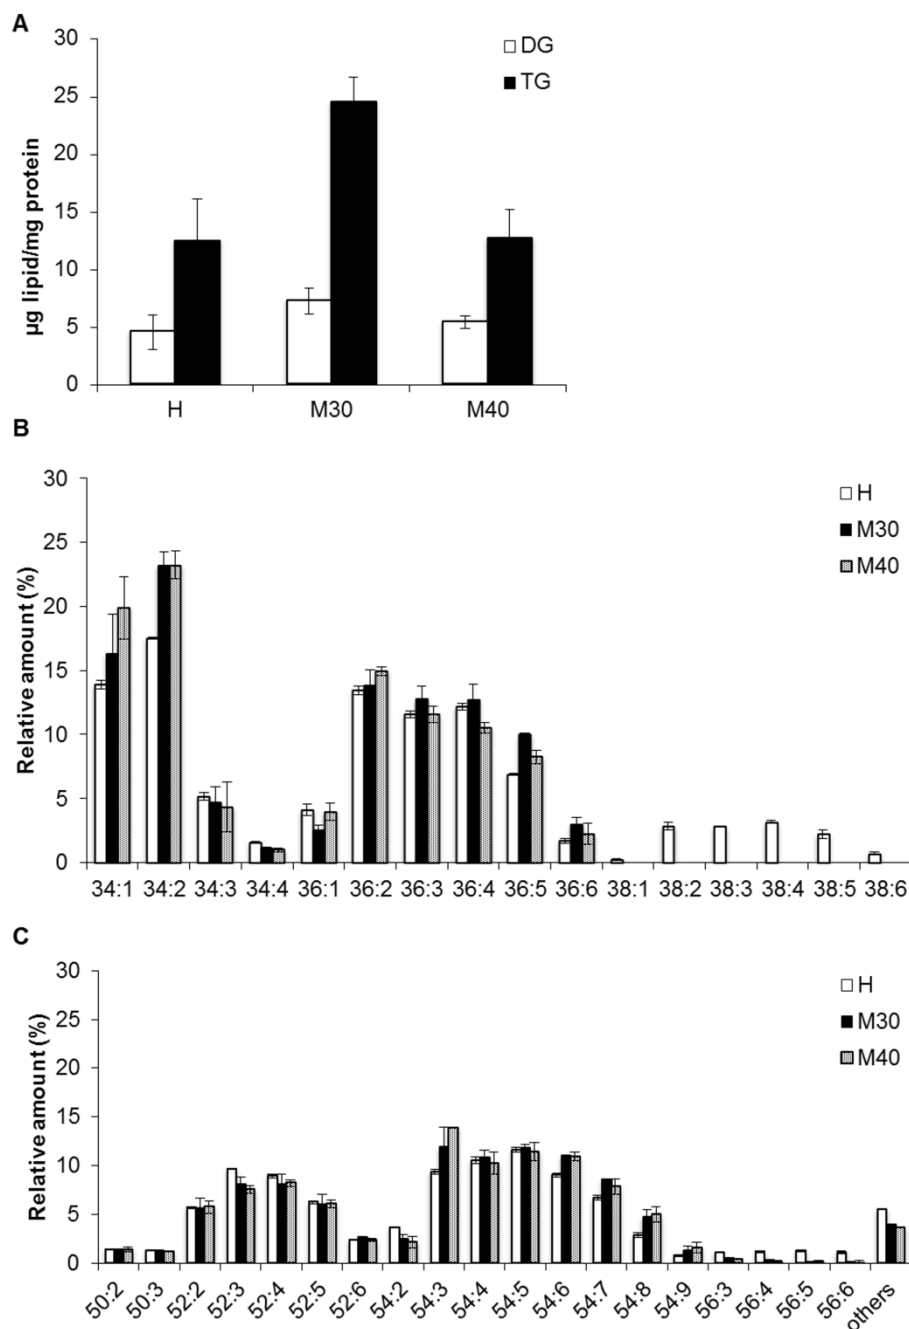 A
30
25
20
15
10
5
0
µg lipid/mg protein
DG
TG
H M30 M40
B
30
25
20
15
10
5
0
Relative amount (%)
H
M30
M40
34:1 34:2 34:3 34:4 36:1 36:2 36:3 36:4 36:5 36:6 38:1 38:2 38:3 38:4 38:5 38:6
C
30
25
20
15
10
5
0
Relative amount (%)
H
M30
M40
50:2 50:3 52:2 52:3 52:4 52:5 52:6 54:2 54:3 54:4 54:5 54:6 54:7 54:8 54:9 56:3 56:4 56:5 56:6 others